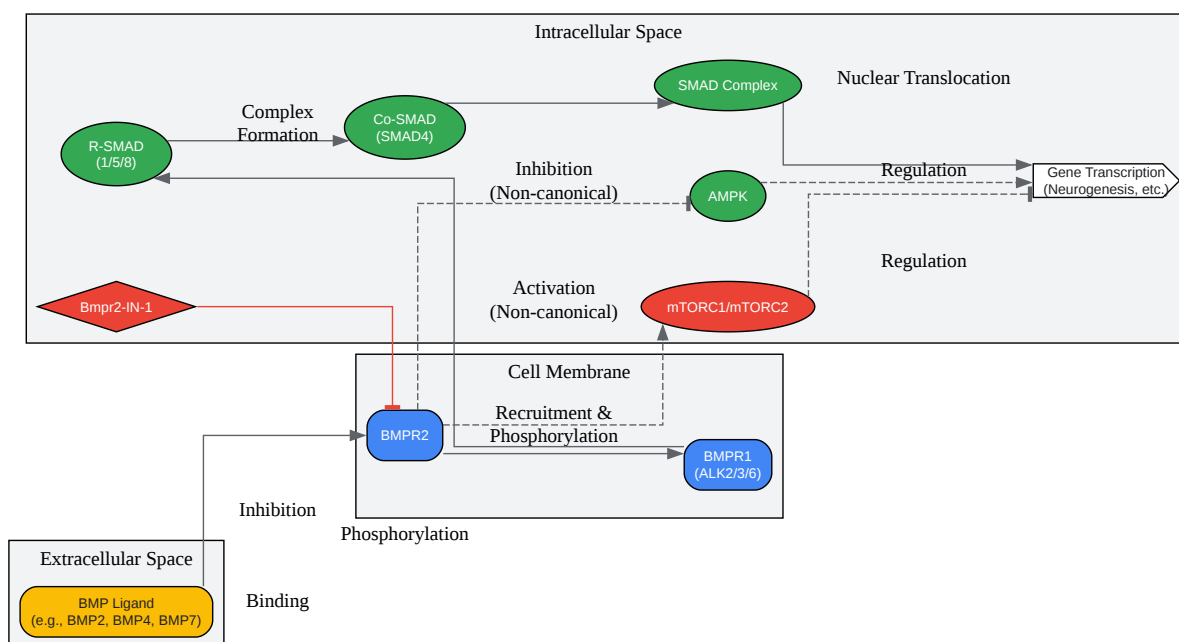 Intracellular Space
SMAD Complex
Nuclear Translocation
Complex
Formation
Co-SMAD
(SMAD4)
R-SMAD
(1/5/8)
Inhibition
(Non-canonical)
AMPK
Regulation
Gene Transcription
(Neurogenesis, etc.)
Regulation
Bmpr2-IN-1
Activation
(Non-canonical)
mTORC1/mTORC2
Cell Membrane
BMPR2
Recruitment &
Phosphorylation
BMPR1
(ALK2/3/6)
Inhibition
Phosphorylation
Extracellular Space
BMP Ligand
(e.g., BMP2, BMP4, BMP7)
Binding